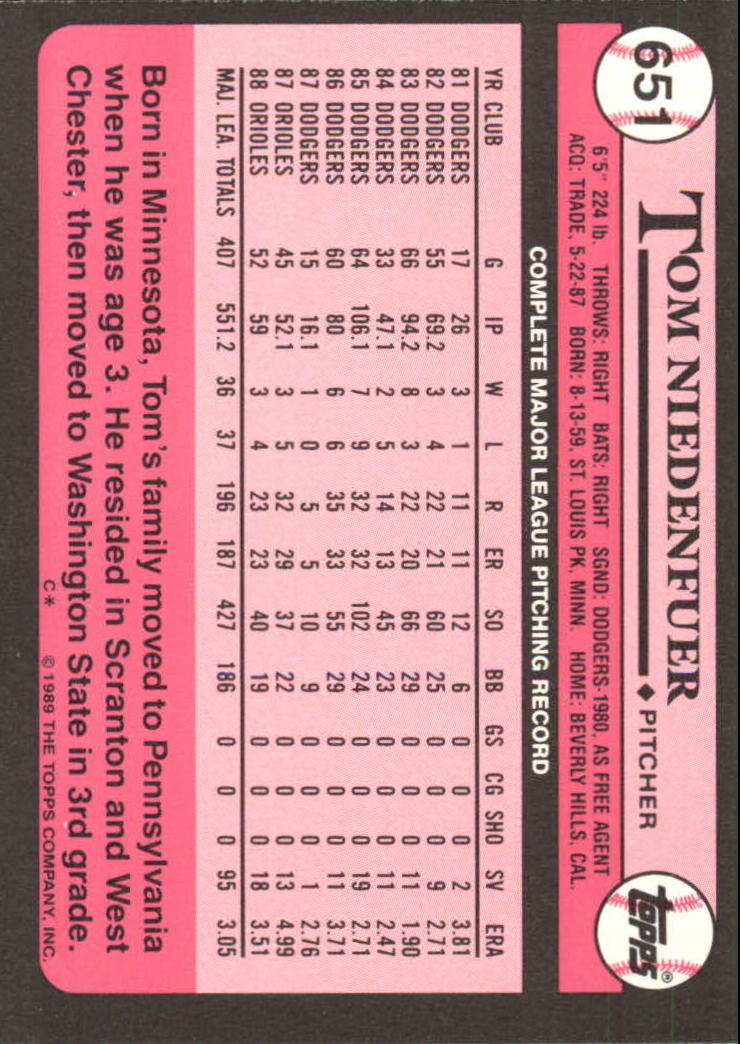 651
TOM NIEDENFUER
◆ PITCHER
topps®
6'5" 224 lb. THROWS: RIGHT BATS: RIGHT SGND: DODGERS-1980, AS FREE AGENT
ACQ: TRADE, 5-22-87 BORN: 8-13-59, ST. LOUIS PK, MINN. HOME: BEVERLY HILLS, CAL.
COMPLETE MAJOR LEAGUE PITCHING RECORD
YR CLUB G IP W L R ER SO BB GS CG SHO SV ERA
81 DODGERS 17 26 3 1 11 11 12 6 0 0 0 2 3.81
82 DODGERS 55 69.2 3 4 22 21 60 25 0 0 0 9 2.71
83 DODGERS 66 94.2 8 3 22 20 66 29 0 0 0 11 1.90
84 DODGERS 33 47.1 2 5 14 13 45 23 0 0 0 11 2.47
85 DODGERS 64 106.1 7 9 32 32 102 24 0 0 0 19 2.71
86 DODGERS 60 80 6 6 35 33 55 29 0 0 0 11 3.71
87 DODGERS 15 16.1 1 0 5 5 10 9 0 0 0 1 2.76
87 ORIOLES 45 52.1 3 5 32 29 37 22 0 0 0 13 4.99
88 ORIOLES 52 59 3 4 23 23 40 19 0 0 0 18 3.51
MAJ. LEA. TOTALS 407 551.2 36 37 196 187 427 186 0 0 0 95 3.05
Born in Minnesota, Tom's family moved to Pennsylvania
when he was age 3. He resided in Scranton and West
Chester, then moved to Washington State in 3rd grade.
C* © 1989 THE TOPPS COMPANY, INC.